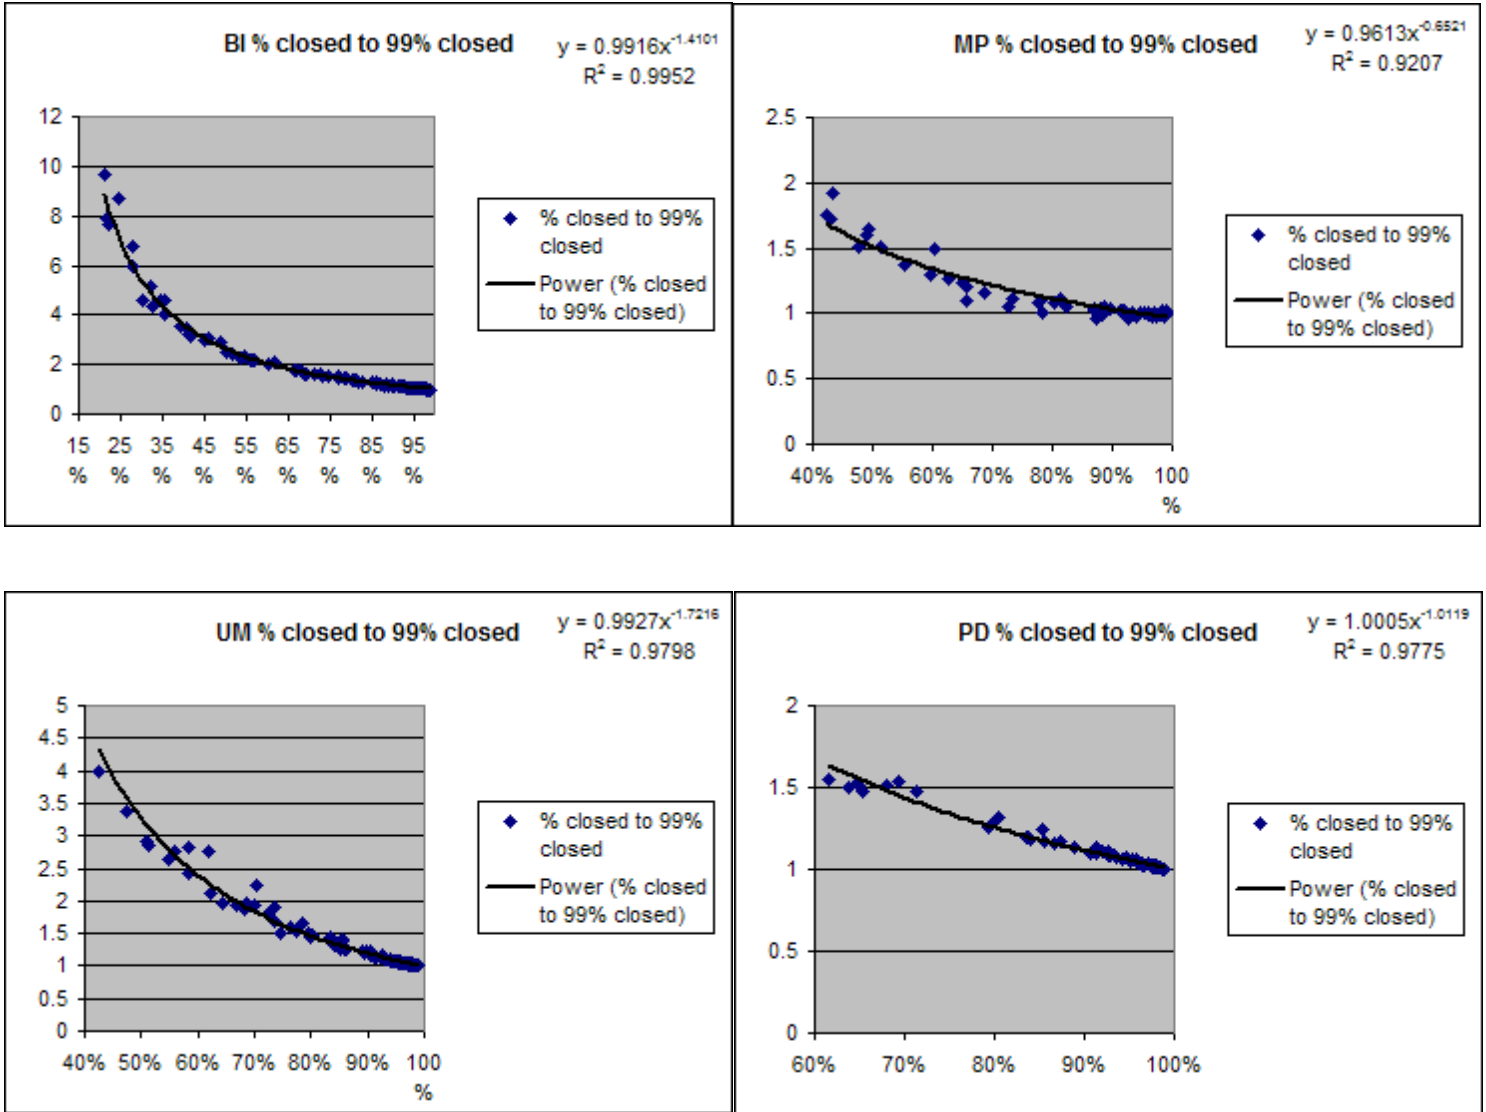 BI % closed to 99% closed
y = 0.9916x^-1.4101
R² = 0.9952
12
10
8
6
4
2
0
15 25 35 45 55 65 75 85 95
% % % % % % % % %
% closed to 99%
closed
Power (% closed
to 99% closed)
MP % closed to 99% closed
y = 0.9613x^-0.6521
R² = 0.9207
2.5
2
1.5
1
0.5
0
40% 50% 60% 70% 80% 90% 100
%
% closed to 99%
closed
Power (% closed
to 99% closed)
UM % closed to 99% closed
y = 0.9927x^-1.7216
R² = 0.9798
5
4.5
4
3.5
3
2.5
2
1.5
1
0.5
0
40% 50% 60% 70% 80% 90% 100
%
% closed to 99%
closed
Power (% closed
to 99% closed)
PD % closed to 99% closed
y = 1.0005x^-1.0119
R² = 0.9775
2
1.5
1
0.5
0
60% 70% 80% 90% 100%
% closed to 99%
closed
Power (% closed
to 99% closed)